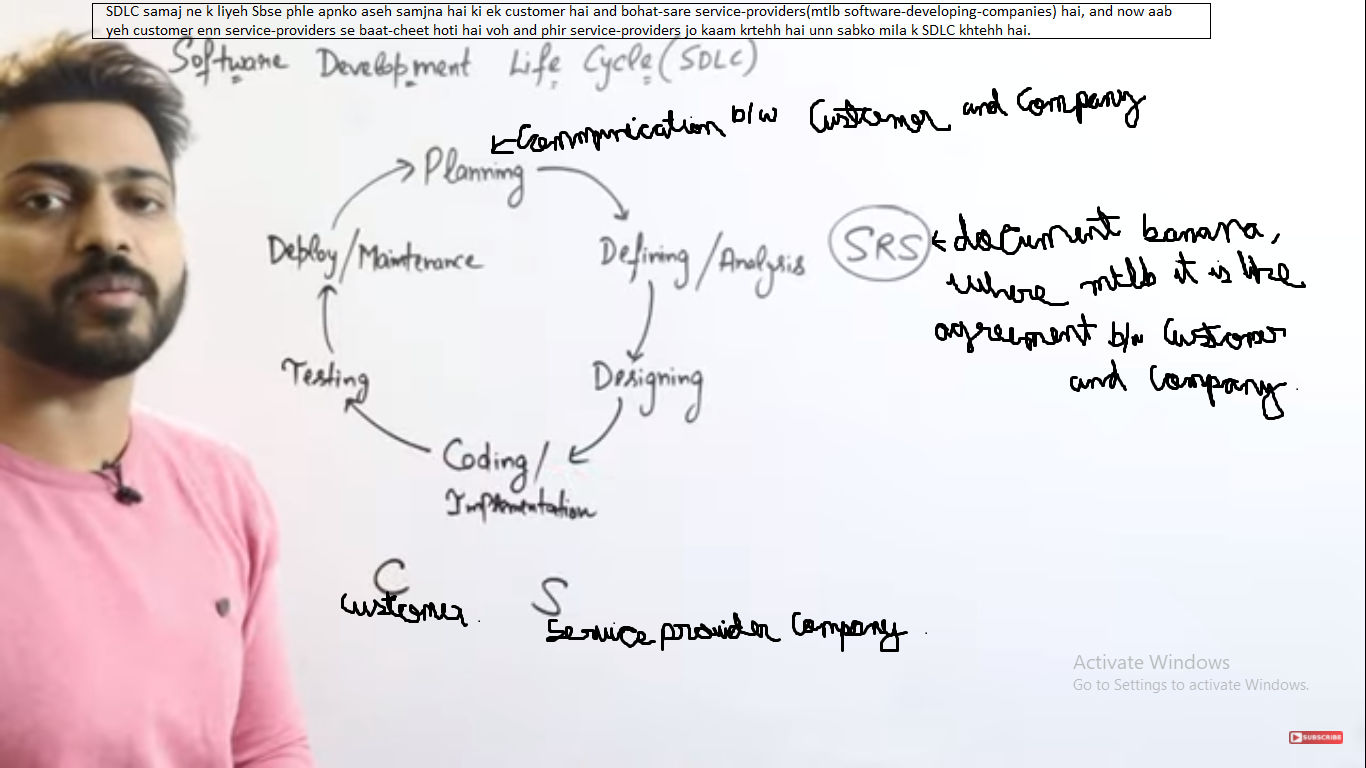 SDLC samaj ne k liyeh Sbse phle apnko aseh samjna hai ki ek customer hai and bohat-sare service-providers(mtlb software-developing-companies) hai, and now aab
yeh customer enn service-providers se baat-cheet hoti hai voh and phir service-providers jo kaam krtehh hai unn sabko mila k SDLC khtehh hai.
Software Development Life Cycle (SDLC)
Communication b/w Customer and Company
Planning
Deploy/Maintenance
Defining/Analysis
SRS
document banana,
where mtlb it is like
agreement b/w Customer
and Company.
Testing
Designing
Coding/
Implementation
C
Customer.
S
Service provider Company.
Activate Windows
Go to Settings to activate Windows.
SUBSCRIBE